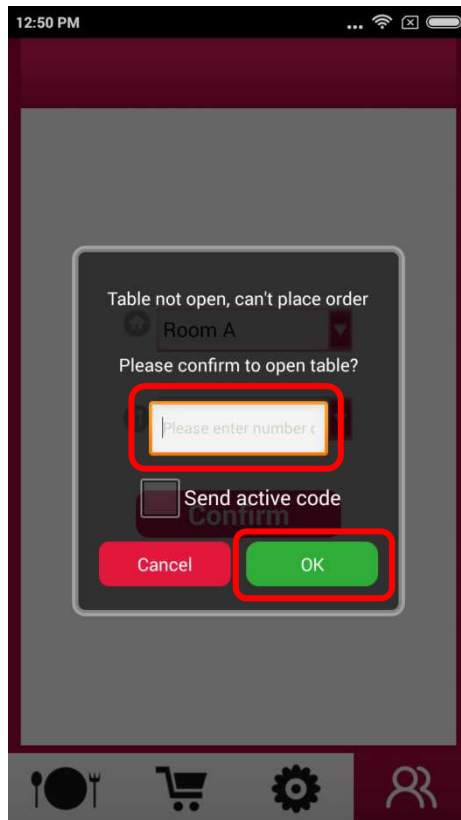 12:50 PM
Table not open, can't place order
Room A
Please confirm to open table?
Please enter number
Send active code
Confirm
Cancel
OK